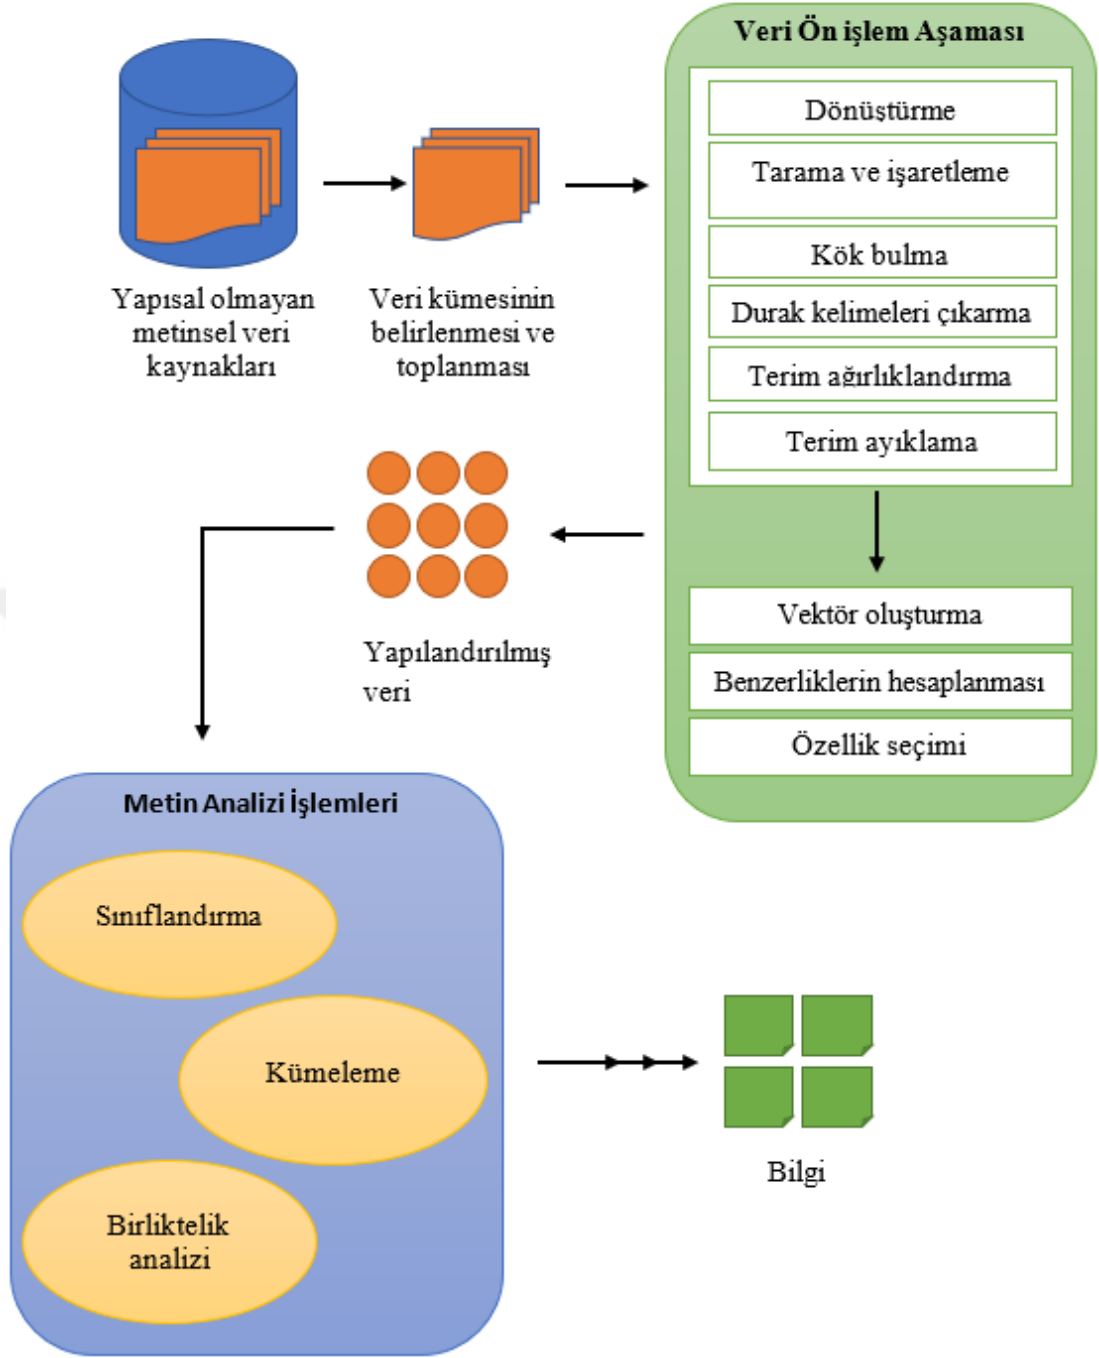 Veri Ön işlem Aşaması
Dönüştürme
Tarama ve işaretleme
Kök bulma
Durak kelimeleri çıkarma
Terim ağırlıklandırma
Terim ayıklama
Yapısal olmayan
metinsel veri
kaynakları
Veri kümesinin
belirlenmesi ve
toplanması
Vektör oluşturma
Benzerliklerin hesaplanması
Özellik seçimi
Yapılandırılmış
veri
Metin Analizi İşlemleri
Sınıflandırma
Kümeleme
Birliktelik
analizi
Bilgi